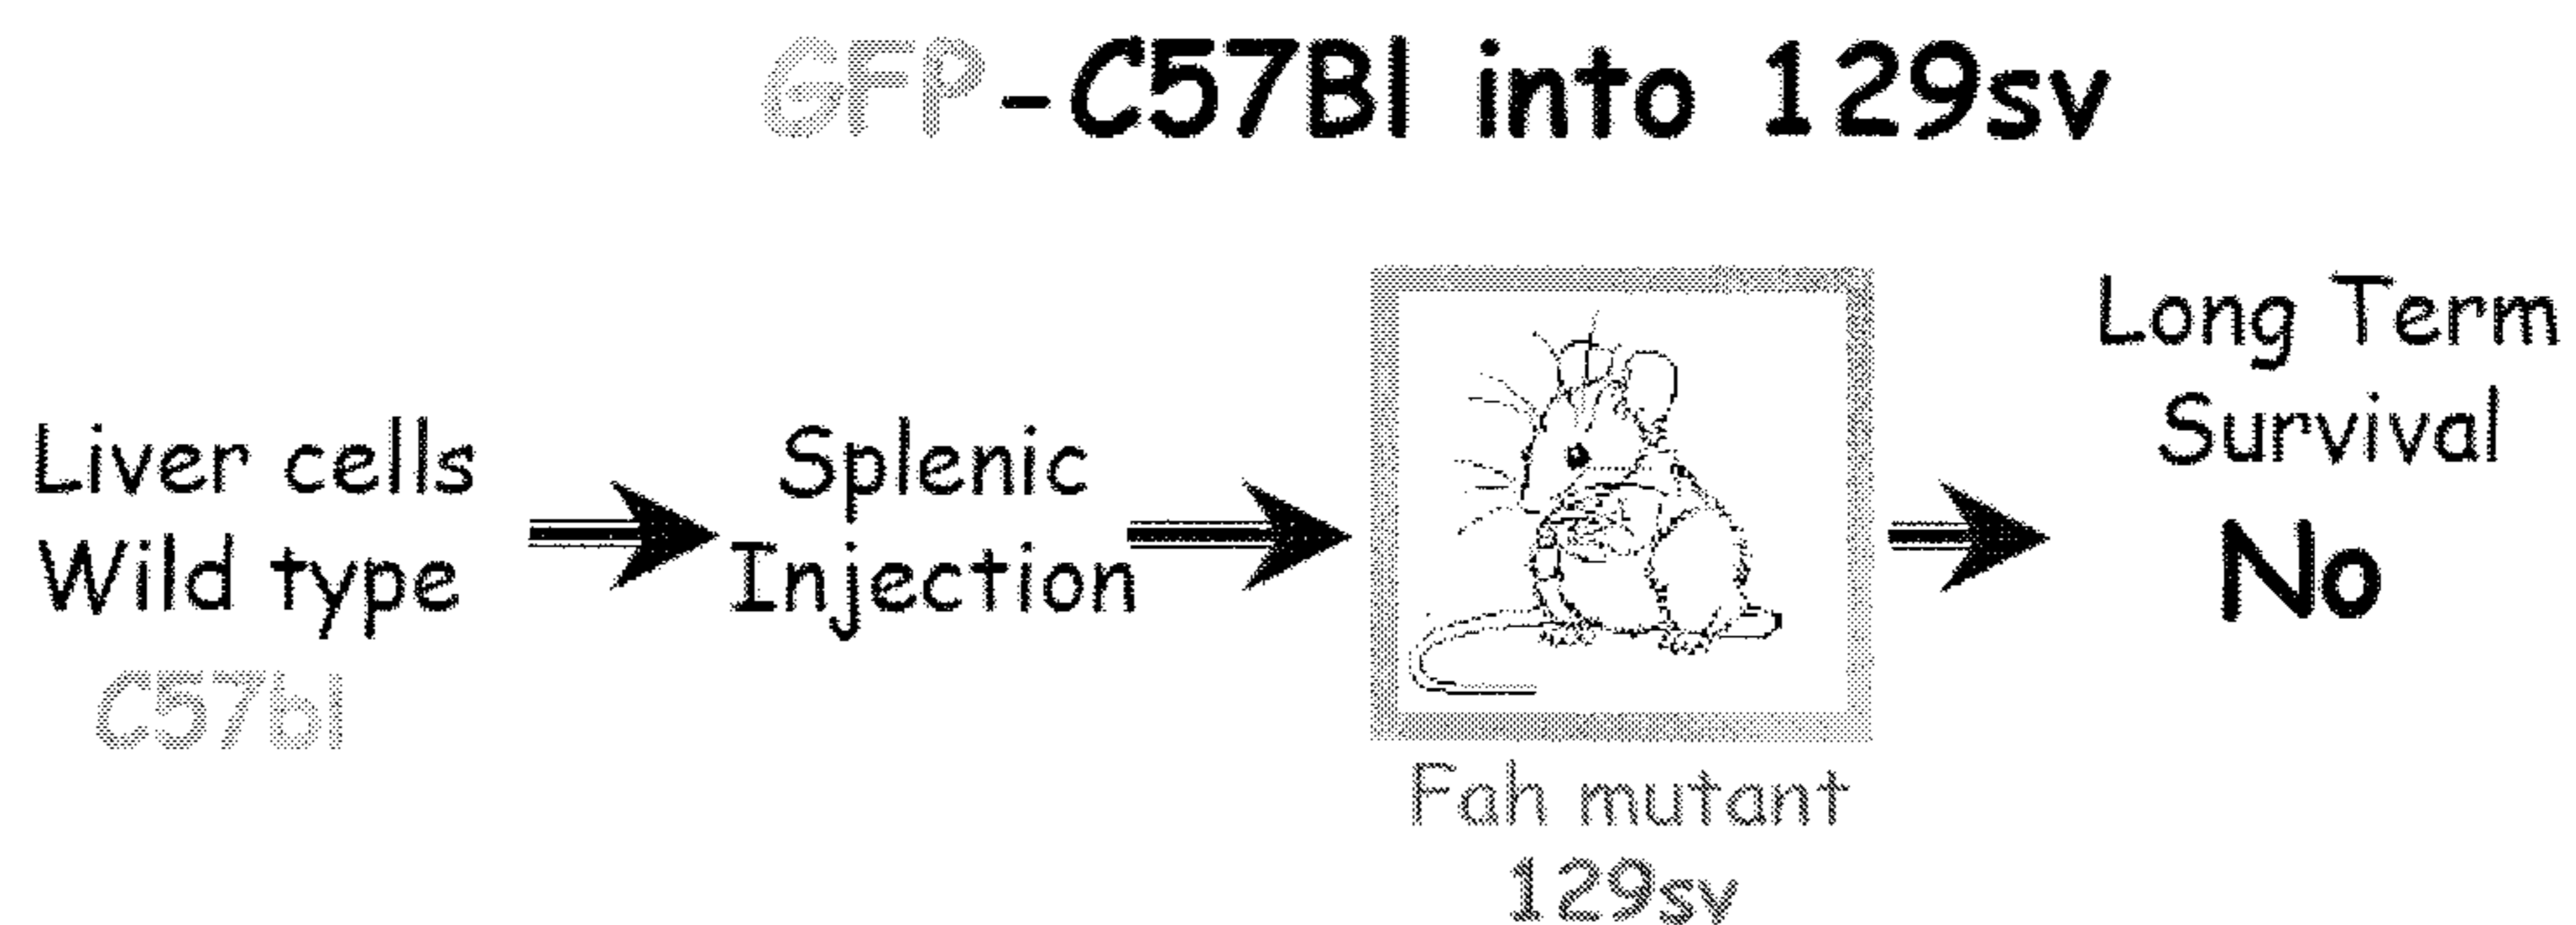 GFP-C57Bl into 129sv
Liver cells
Wild type
C57bl
Splenic
Injection
Fah mutant
129sv
Long Term
Survival
No